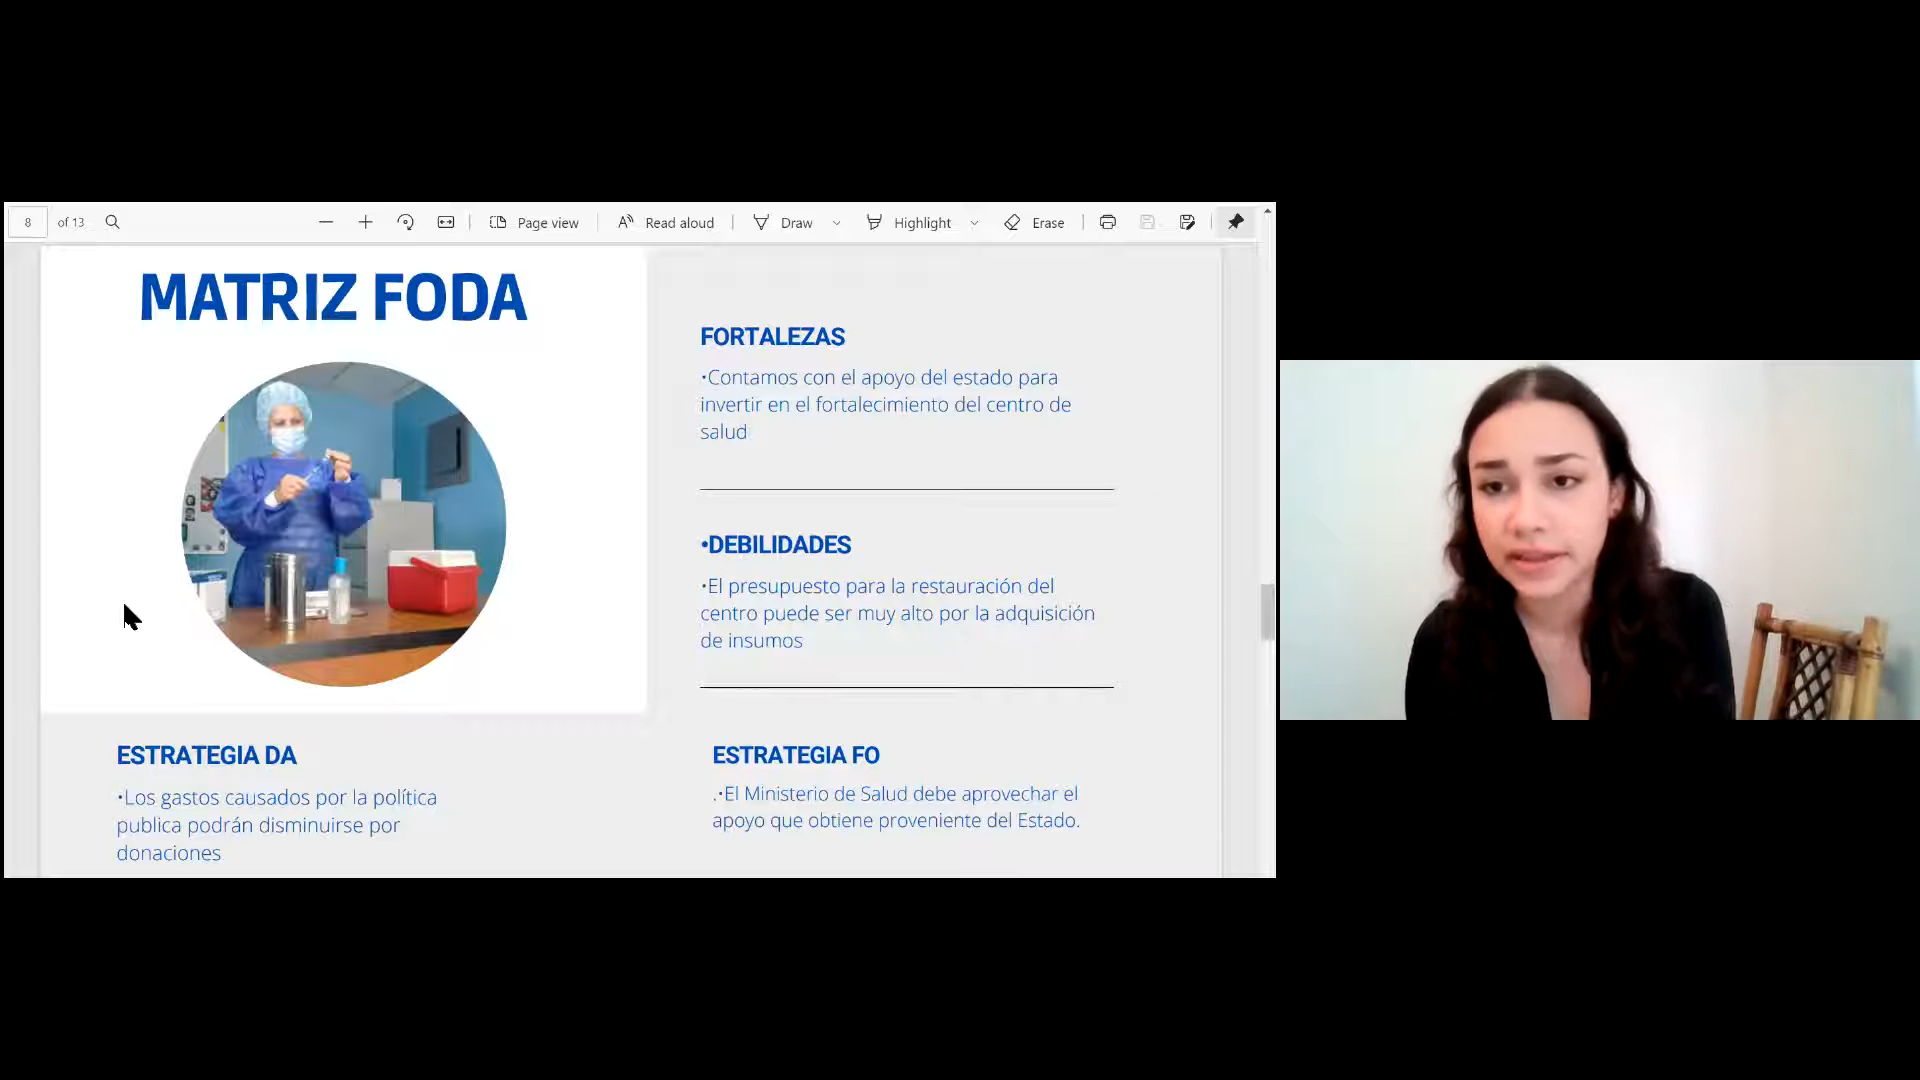 8 of 13 Page view Read aloud Draw Highlight Erase
MATRIZ FODA
FORTALEZAS
•Contamos con el apoyo del estado para
invertir en el fortalecimiento del centro de
salud
•DEBILIDADES
•El presupuesto para la restauración del
centro puede ser muy alto por la adquisición
de insumos
ESTRATEGIA DA
•Los gastos causados por la política
publica podrán disminuirse por
donaciones
ESTRATEGIA FO
.•El Ministerio de Salud debe aprovechar el
apoyo que obtiene proveniente del Estado.